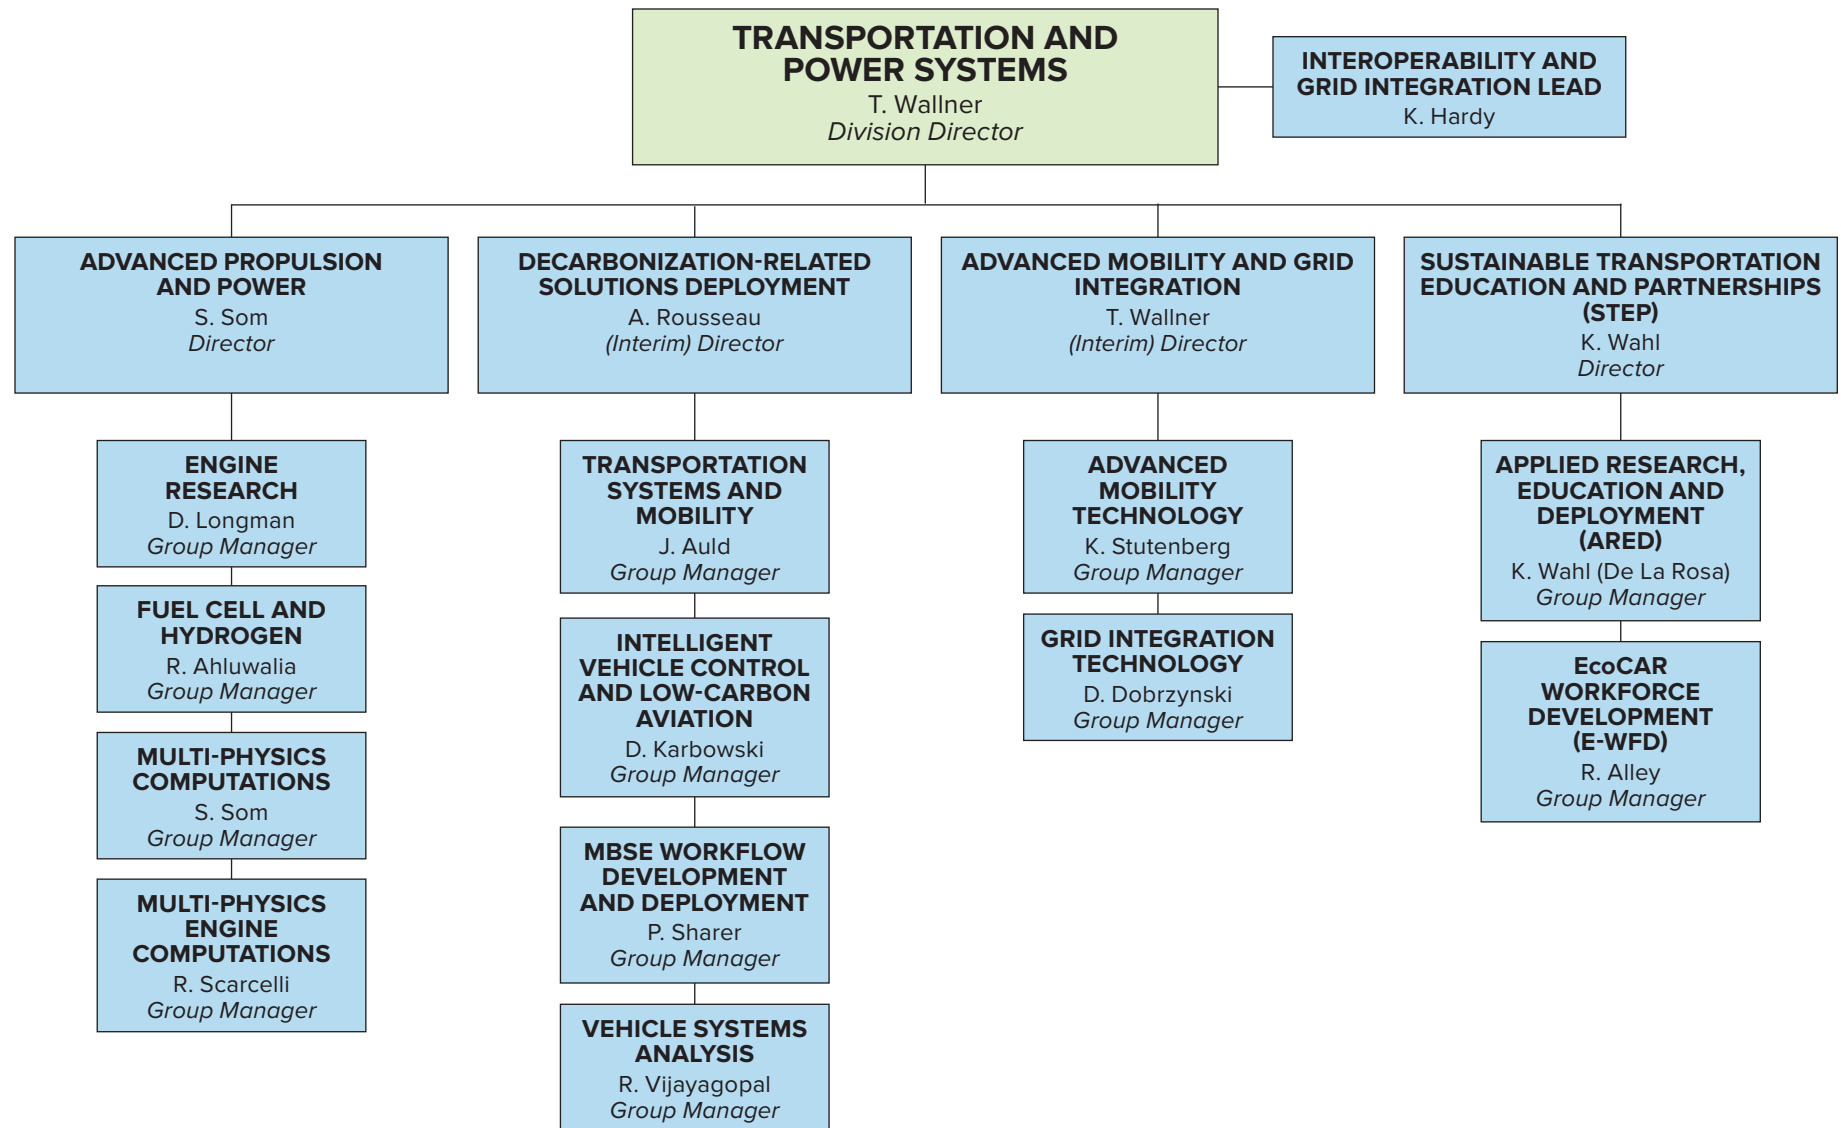 TRANSPORTATION AND
POWER SYSTEMS
T. Wallner
Division Director
INTEROPERABILITY AND
GRID INTEGRATION LEAD
K. Hardy
ADVANCED PROPULSION
AND POWER
S. Som
Director
DECARBONIZATION-RELATED
SOLUTIONS DEPLOYMENT
A. Rousseau
(Interim) Director
ADVANCED MOBILITY AND GRID
INTEGRATION
T. Wallner
(Interim) Director
SUSTAINABLE TRANSPORTATION
EDUCATION AND PARTNERSHIPS
(STEP)
K. Wahl
Director
ENGINE
RESEARCH
D. Longman
Group Manager
FUEL CELL AND
HYDROGEN
R. Ahluwalia
Group Manager
MULTI-PHYSICS
COMPUTATIONS
S. Som
Group Manager
MULTI-PHYSICS
ENGINE
COMPUTATIONS
R. Scarcelli
Group Manager
TRANSPORTATION
SYSTEMS AND
MOBILITY
J. Auld
Group Manager
INTELLIGENT
VEHICLE CONTROL
AND LOW-CARBON
AVIATION
D. Karbowski
Group Manager
MBSE WORKFLOW
DEVELOPMENT
AND DEPLOYMENT
P. Sharer
Group Manager
VEHICLE SYSTEMS
ANALYSIS
R. Vijayagopal
Group Manager
ADVANCED
MOBILITY
TECHNOLOGY
K. Stutenberg
Group Manager
GRID INTEGRATION
TECHNOLOGY
D. Dobrzynski
Group Manager
APPLIED RESEARCH,
EDUCATION AND
DEPLOYMENT
(ARED)
K. Wahl (De La Rosa)
Group Manager
EcoCAR
WORKFORCE
DEVELOPMENT
(E-WFD)
R. Alley
Group Manager